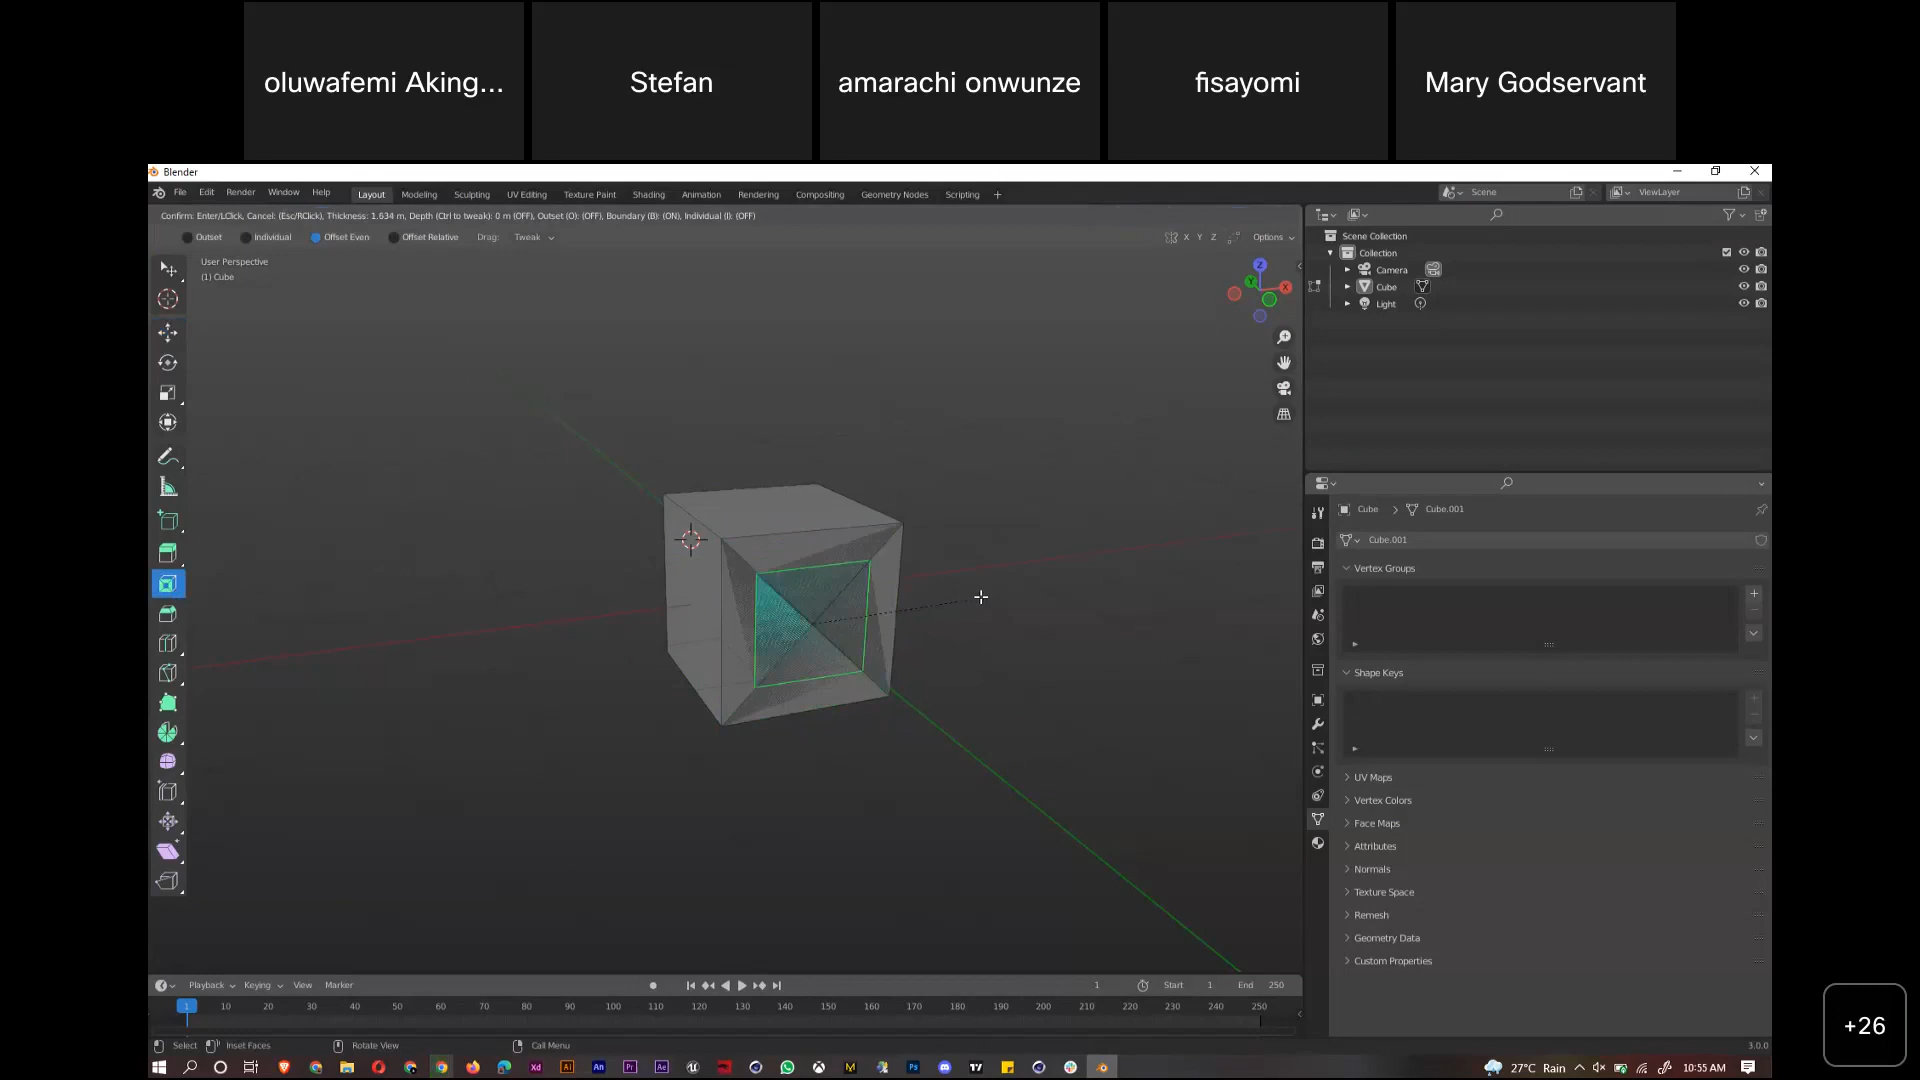 oluwafemi Aking...
Stefan
amarachi onwunze
fisayomi
Mary Godservant
Blender
File Edit Render Window Help
Layout Modeling Sculpting UV Editing Texture Paint Shading Animation Rendering Compositing Geometry Nodes Scripting +
Scene
ViewLayer
Confirm: Enter/LClick, Cancel: (Esc/RClick), Thickness: 1.634 m, Depth (Ctrl to tweak): 0 m (OFF), Outset (O): (OFF), Boundary (B): (ON), Individual (I): (OFF)
Outset Individual Offset Even Offset Relative Drag: Tweak
X Y Z
Options
User Perspective
(1) Cube
Z
Y
X
Scene Collection
Collection
Camera
Cube
Light
Cube > Cube.001
Cube.001
Vertex Groups
Shape Keys
UV Maps
Vertex Colors
Face Maps
Attributes
Normals
Texture Space
Remesh
Geometry Data
Custom Properties
Playback Keying View Marker
1 Start 1 End 250
1 10 20 30 40 50 60 70 80 90 100 110 120 130 140 150 160 170 180 190 200 210 220 230 240 250
Select Inset Faces Rotate View Call Menu
3.0.0
Xd Ai An Pr Ae M Ps
27°C Rain
10:55 AM
+26